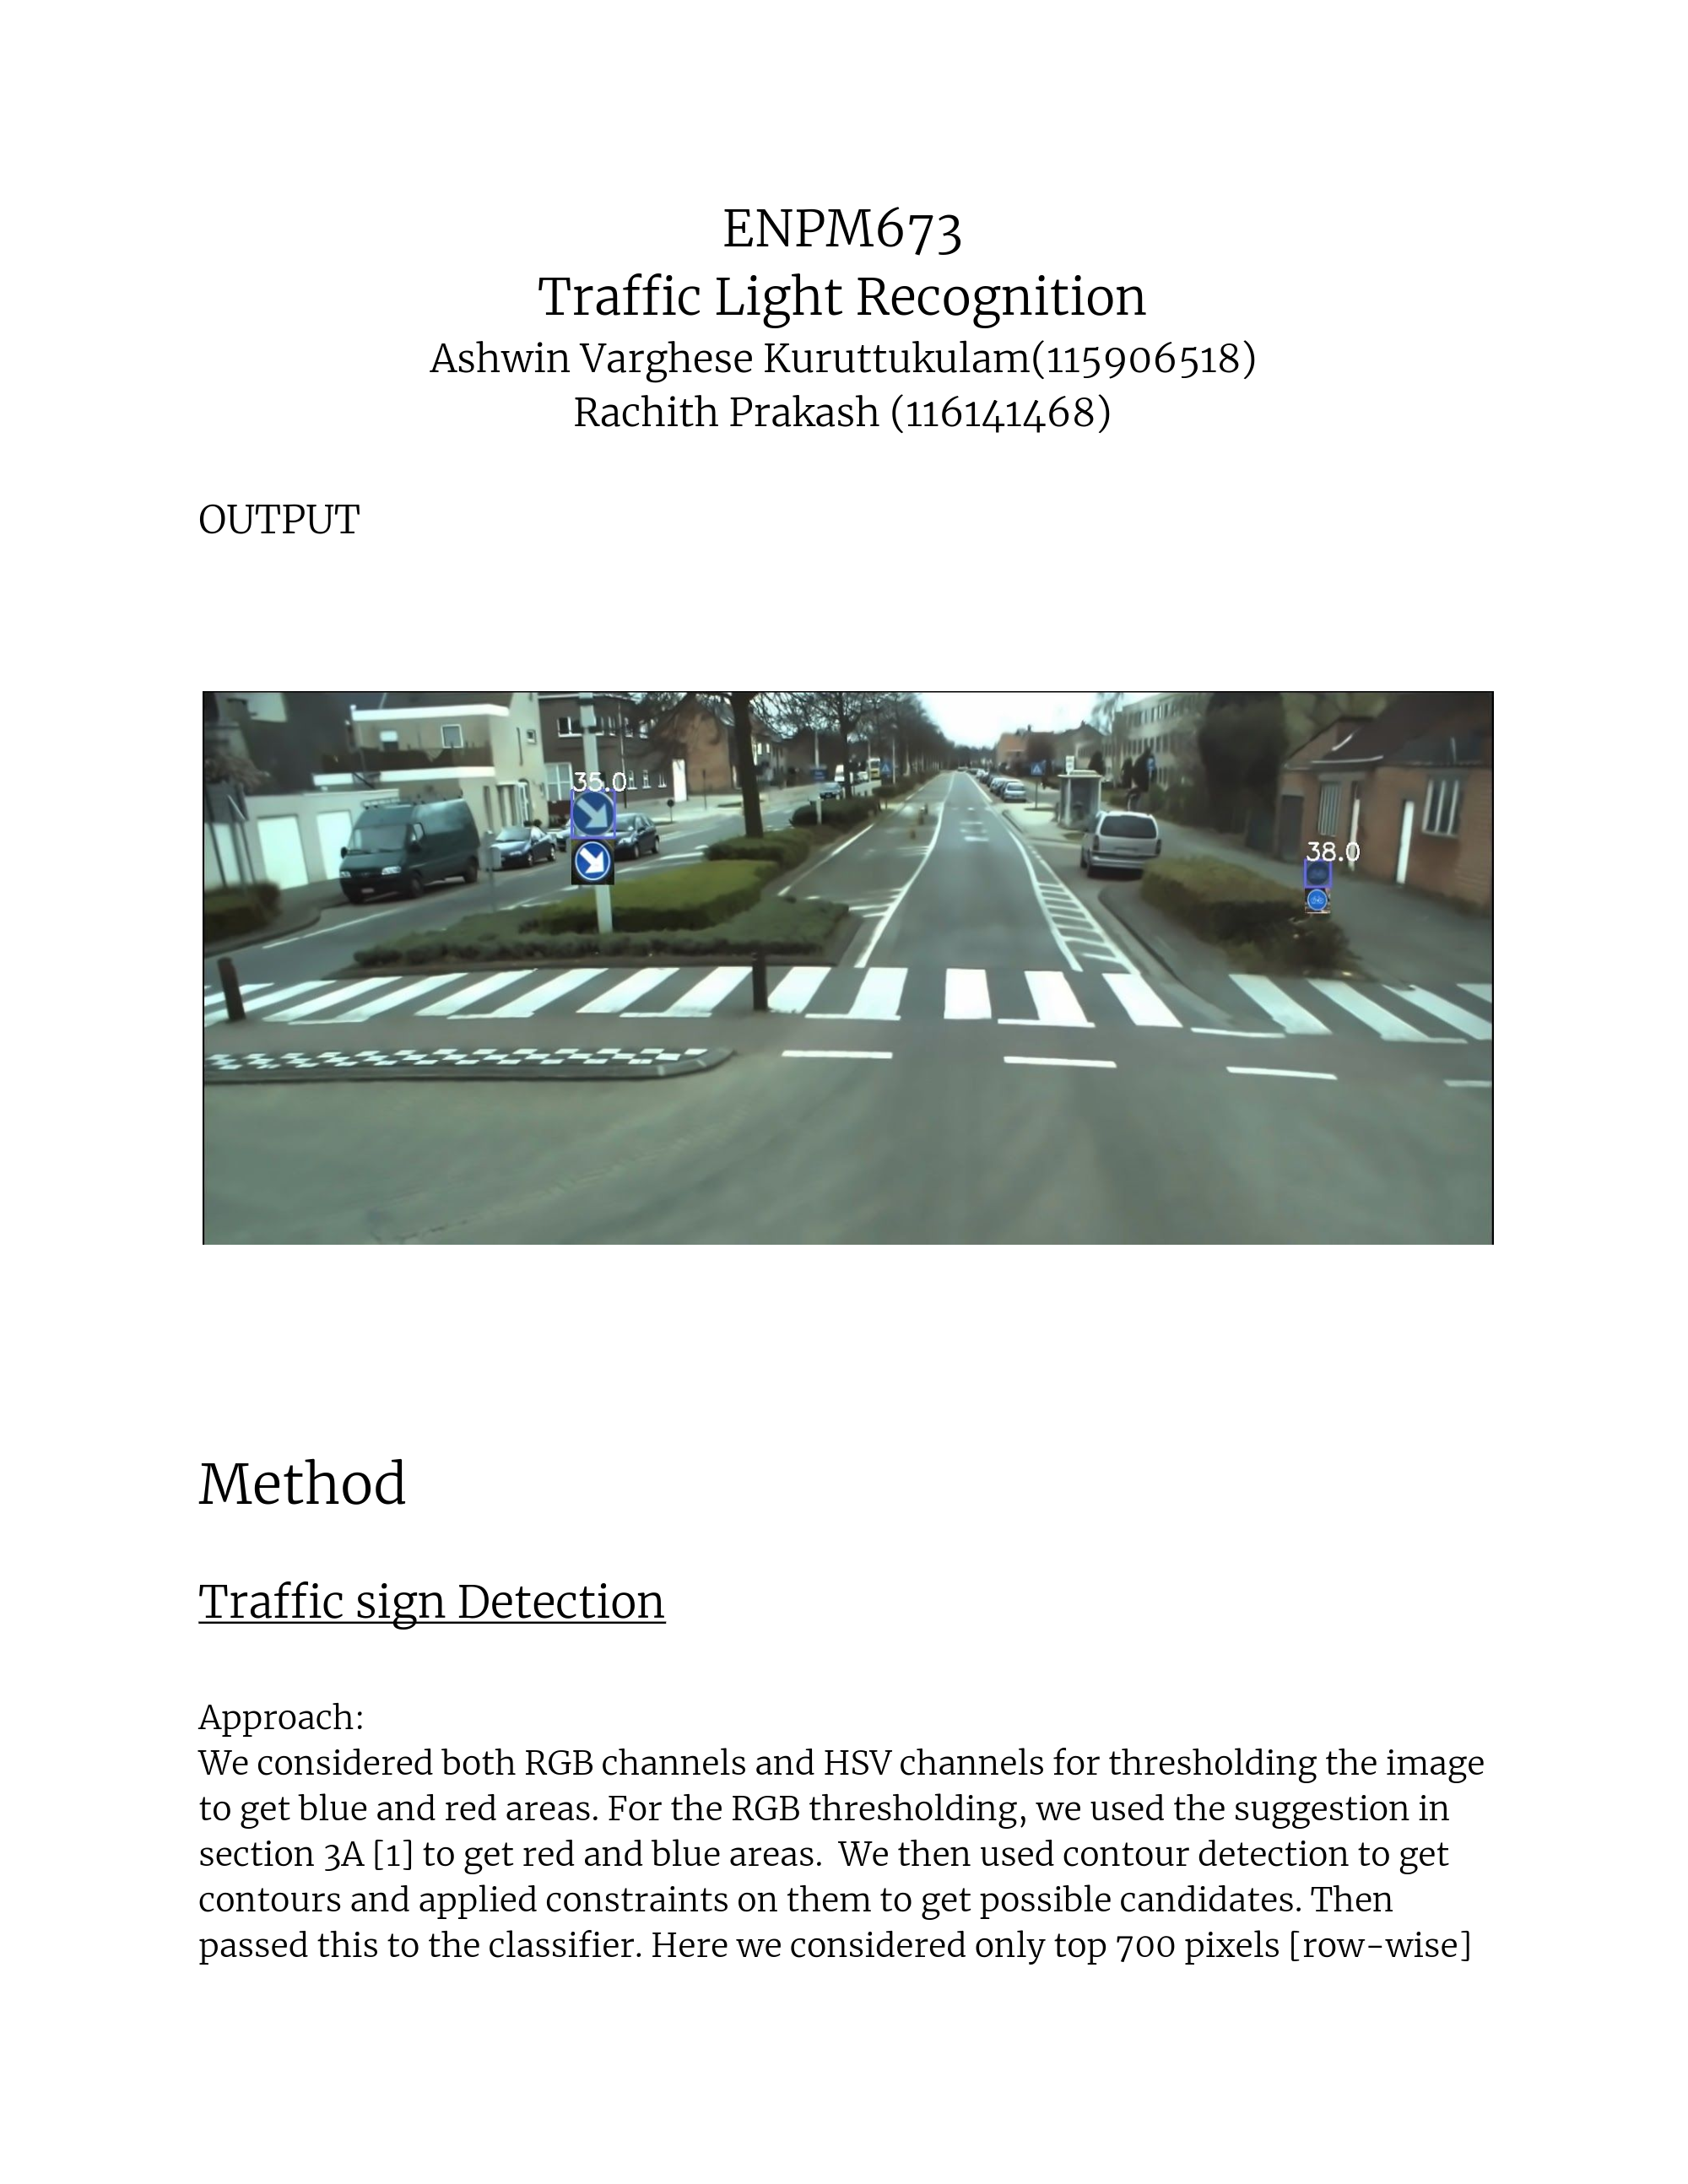 ENPM673
Traffic Light Recognition
Ashwin Varghese Kuruttukulam(115906518)
Rachith Prakash (116141468)
OUTPUT
35.0
38.0
Method
Traffic sign Detection
Approach:
We considered both RGB channels and HSV channels for thresholding the image
to get blue and red areas. For the RGB thresholding, we used the suggestion in
section 3A [1] to get red and blue areas.  We then used contour detection to get
contours and applied constraints on them to get possible candidates. Then
passed this to the classifier. Here we considered only top 700 pixels [row-wise]